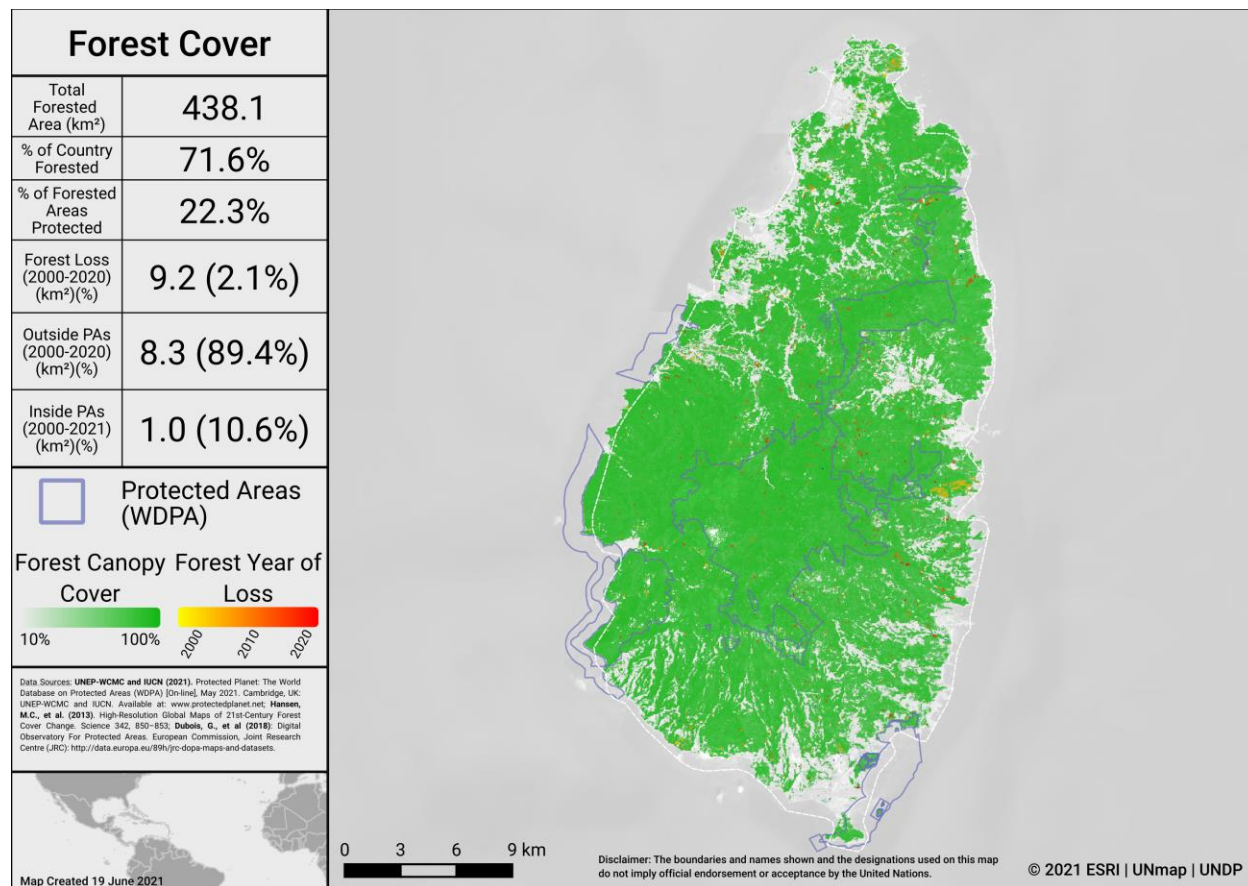 Forest Cover
Total
Forested
Area (km²)
438.1
% of Country
Forested
71.6%
% of Forested
Areas
Protected
22.3%
Forest Loss
(2000-2020)
(km²)(%)
9.2 (2.1%)
Outside PAs
(2000-2020)
(km²)(%)
8.3 (89.4%)
Inside PAs
(2000-2021)
(km²)(%)
1.0 (10.6%)
Protected Areas
(WDPA)
Forest Canopy
Cover
10%
100%
Forest Year of
Loss
2000
2010
2020
Data Sources: UNEP-WCMC and IUCN (2021). Protected Planet: The World
Database on Protected Areas (WDPA) [On-line], May 2021. Cambridge, UK:
UNEP-WCMC and IUCN. Available at: www.protectedplanet.net; Hansen,
M.C., et al. (2013). High-Resolution Global Maps of 21st-Century Forest
Cover Change. Science 342, 850–853; Dubois, G., et al (2018): Digital
Observatory For Protected Areas. European Commission, Joint Research
Centre (JRC): http://data.europa.eu/89h/jrc-dopa-maps-and-datasets.
Map Created 19 June 2021
0 3 6 9 km
Disclaimer: The boundaries and names shown and the designations used on this map
do not imply official endorsement or acceptance by the United Nations.
© 2021 ESRI | UNmap | UNDP